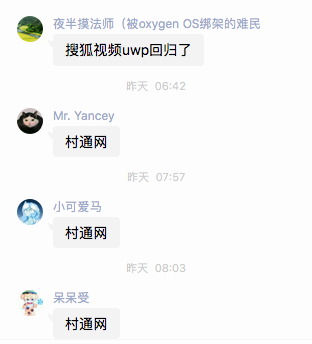 夜半摸法师（被oxygen OS绑架的难民
搜狐视频uwp回归了
昨天 06:42
Mr. Yancey
村通网
昨天 07:57
小可爱马
村通网
昨天 08:03
呆呆受
村通网